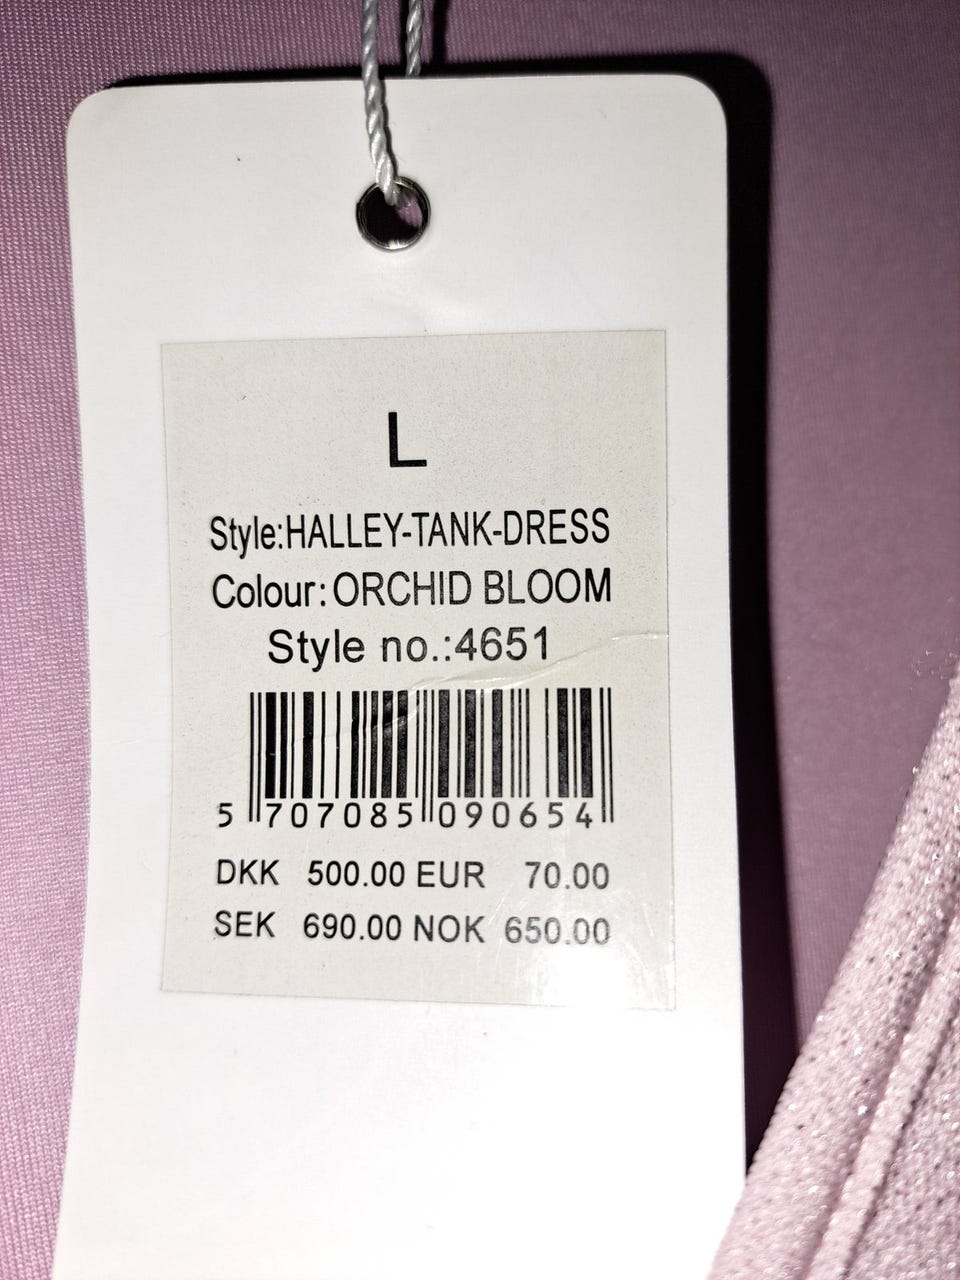 L
Style:HALLEY-TANK-DRESS
Colour:ORCHID BLOOM
Style no.:4651
5 707085 090654
DKK 500.00 EUR 70.00
SEK 690.00 NOK 650.00